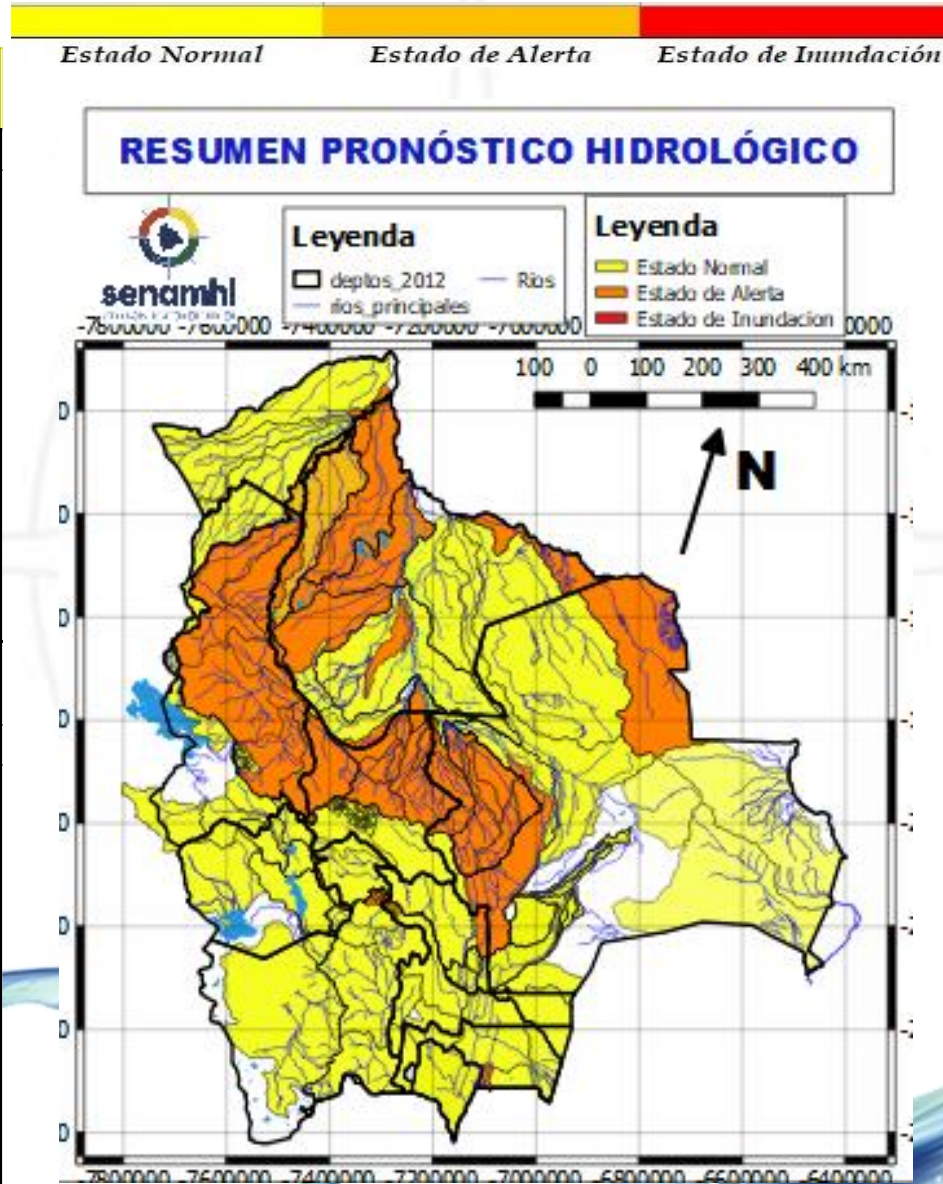 Estado Normal Estado de Alerta Estado de Inundación
RESUMEN PRONÓSTICO HIDROLÓGICO
senamhi
Leyenda
deptos_2012 Rios
rios_principales
Leyenda
Estado Normal
Estado de Alerta
Estado de Inundacion
-7800000 -7600000 -7400000 -7200000 -7000000 0000
100 0 100 200 300 400 km
N
-7800000 -7600000 -7400000 -7200000 -7000000 -6800000 -6600000 -6400000